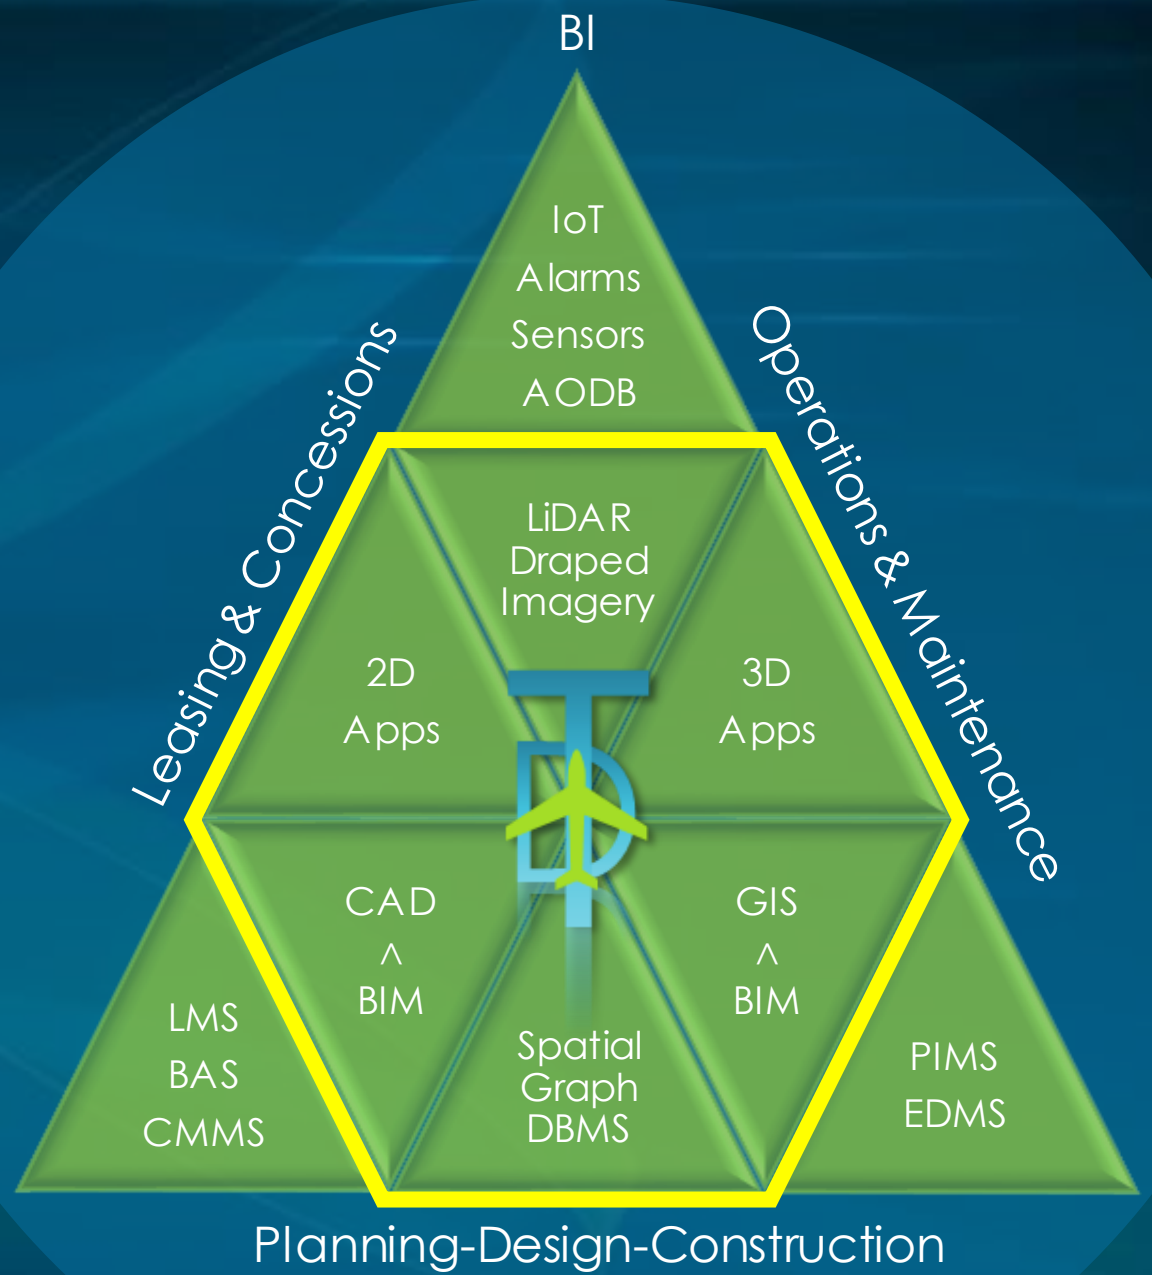 BI
IoT
Alarms
Sensors
AODB
Leasing & Concessions
Operations & Maintenance
LiDAR
Draped
Imagery
2D
Apps
3D
Apps
T
D
CAD
^
BIM
GIS
^
BIM
LMS
BAS
CMMS
Spatial
Graph
DBMS
PIMS
EDMS
Planning-Design-Construction